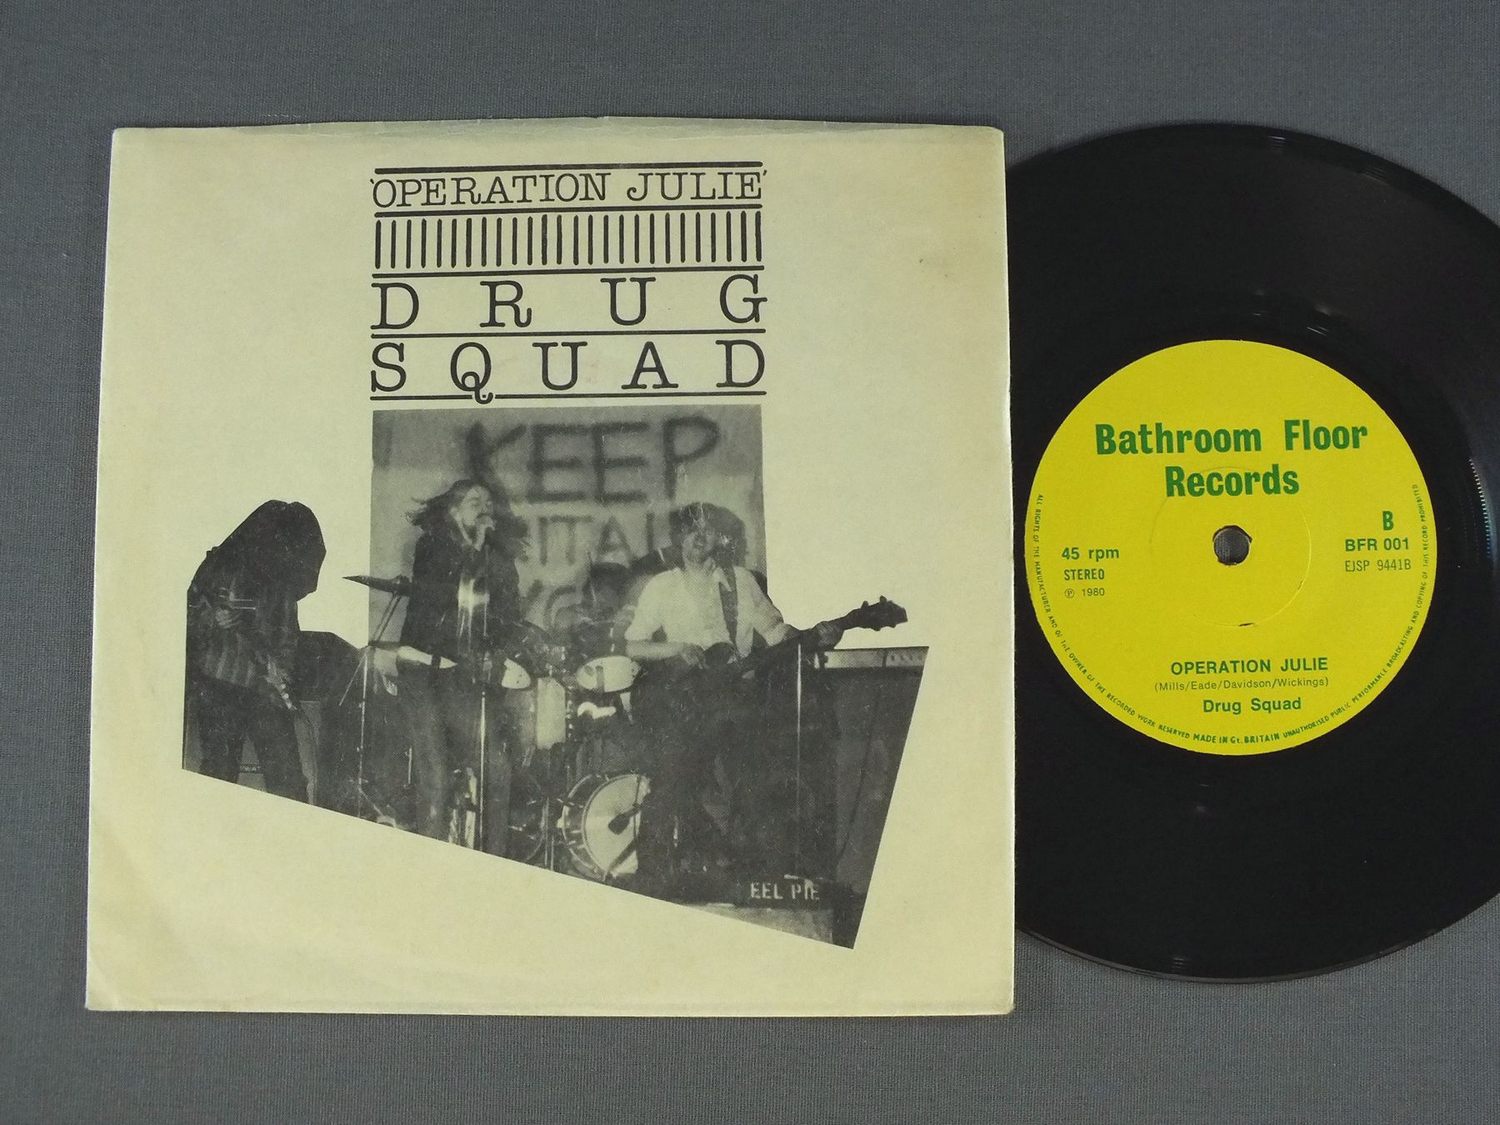 'OPERATION JULIE'
DRUG
SQUAD
KEEP
EEL PIE
Bathroom Floor
Records
45 rpm
STEREO
℗ 1980
B
BFR 001
EJSP 9441B
OPERATION JULIE
(Mills/Eade/Davidson/Wickings)
Drug Squad
ALL RIGHTS OF THE MANUFACTURER AND OF THE OWNER OF THE RECORDED WORK RESERVED MADE IN Gt. BRITAIN UNAUTHORISED PUBLIC PERFORMANCE BROADCASTING AND COPYING OF THIS RECORD PROHIBITED